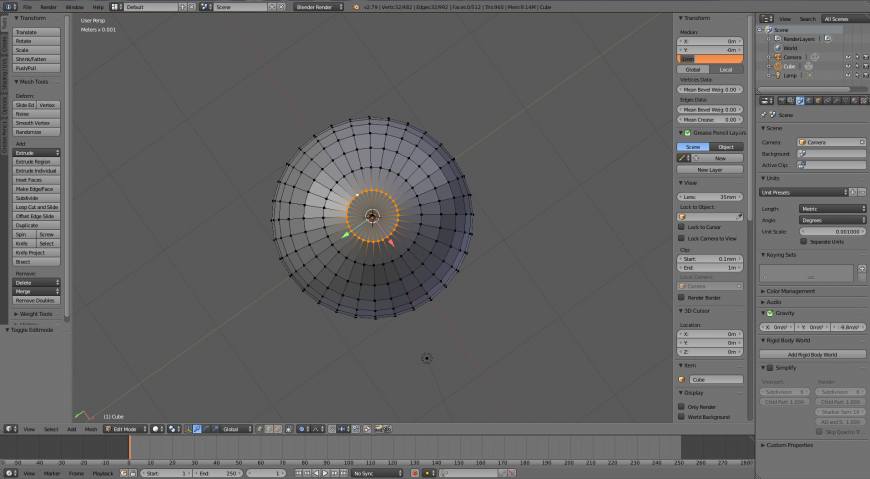 File
Render
Window
Help
Default
Scene
Blender Render
v2.79 | Verts:32/482 | Edges:32/992 | Faces:0/512 | Tris:960 | Mem:9.14M | Cube
View
Search
All Scenes
User Persp
Meters x 0.001
Transform
Translate
Rotate
Scale
Shrink/Fatten
Push/Pull
Mesh Tools
Deform:
Slide Ed
Vertex
Noise
Smooth Vertex
Randomize
Add:
Extrude
Extrude Region
Extrude Individual
Inset Faces
Make Edge/Face
Subdivide
Loop Cut and Slide
Offset Edge Slide
Duplicate
Spin
Screw
Knife
Select
Knife Project
Bisect
Remove:
Delete
Merge
Remove Doubles
Weight Tools
Toggle Editmode
(1) Cube
Transform
Median:
X: 0m
Y: -0m
Global
Local
Vertices Data:
Mean Bevel Weig: 0.00
Edges Data:
Mean Bevel Weig: 0.00
Mean Crease: 0.00
Grease Pencil Layers
Scene
Object
New
New Layer
View
Lens: 35mm
Lock to Object:
Lock to Cursor
Lock Camera to View
Clip:
Start: 0.1mm
End: 1m
Local Camera:
Camera
Render Border
3D Cursor
Location:
X: 0m
Y: 0m
Z: 0m
Item
Cube
Display
Only Render
World Background
Scene
RenderLayers
World
Camera
Cube
Lamp
Scene
Scene
Camera:
Camera
Background:
Active Clip:
Units
Unit Presets
Length:
Metric
Angle:
Degrees
Unit Scale:
0.001000
Separate Units
Keying Sets
Color Management
Audio
Gravity
X: 0m/s²
Y: 0m/s²
-9.8m/s²
Rigid Body World
Add Rigid Body World
Simplify
Viewport:
Render:
Subdivision 6
Subdivision 6
Child Par: 1.000
Child Par: 1.000
Shadow Sam: 16
AO and S: 1.000
Custom Properties
View
Select
Add
Mesh
Edit Mode
Global
-50 -40 -30 -20 -10 0 10 20 30 40 50 60 70 80 90 100 110 120 130 140 150 160 170 180 190 200 210 220 230 240 250 260 270 280
View
Marker
Frame
Playback
Start: 1
End: 250
1
No Sync